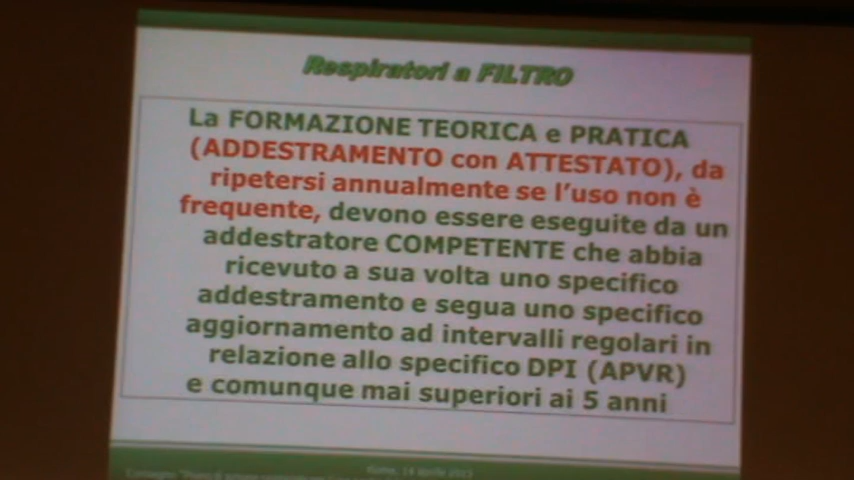 Respiratori a FILTRO
La FORMAZIONE TEORICA e PRATICA
(ADDESTRAMENTO con ATTESTATO), da
ripetersi annualmente se l'uso non è
frequente, devono essere eseguite da un
addestratore COMPETENTE che abbia
ricevuto a sua volta uno specifico
addestramento e segua uno specifico
aggiornamento ad intervalli regolari in
relazione allo specifico DPI (APVR)
e comunque mai superiori ai 5 anni